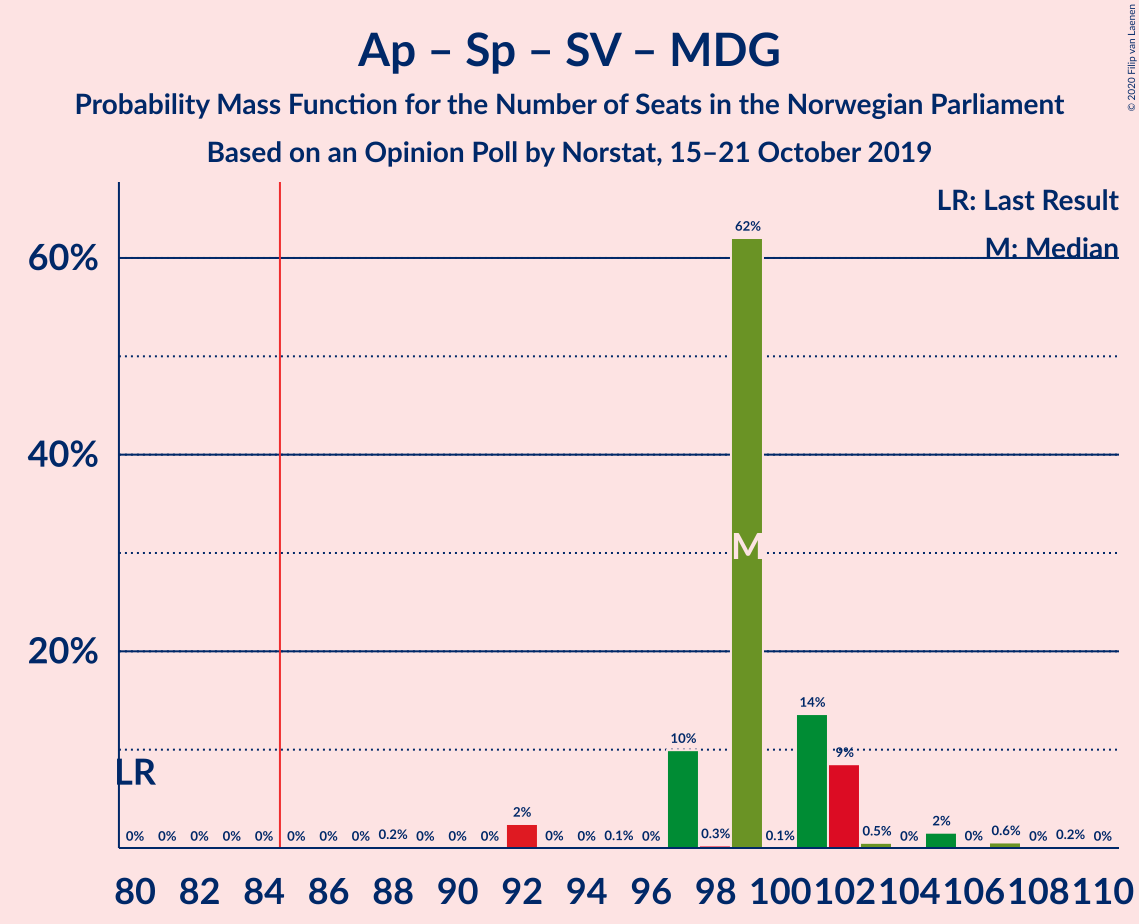 Ap – Sp – SV – MDG
Probability Mass Function for the Number of Seats in the Norwegian Parliament
Based on an Opinion Poll by Norstat, 15–21 October 2019
© 2020 Filip van Laenen
LR: Last Result
M: Median
60%
40%
20%
62%
M
14%
10%
9%
LR
2%
0% 0% 0% 0% 0% 0% 0% 0% 0.2% 0% 0% 0% 0% 0% 0.1% 0% 0.3% 0.1% 0.5% 0% 2% 0% 0.6% 0% 0.2% 0%
80 82 84 86 88 90 92 94 96 98 100 102 104 106 108 110